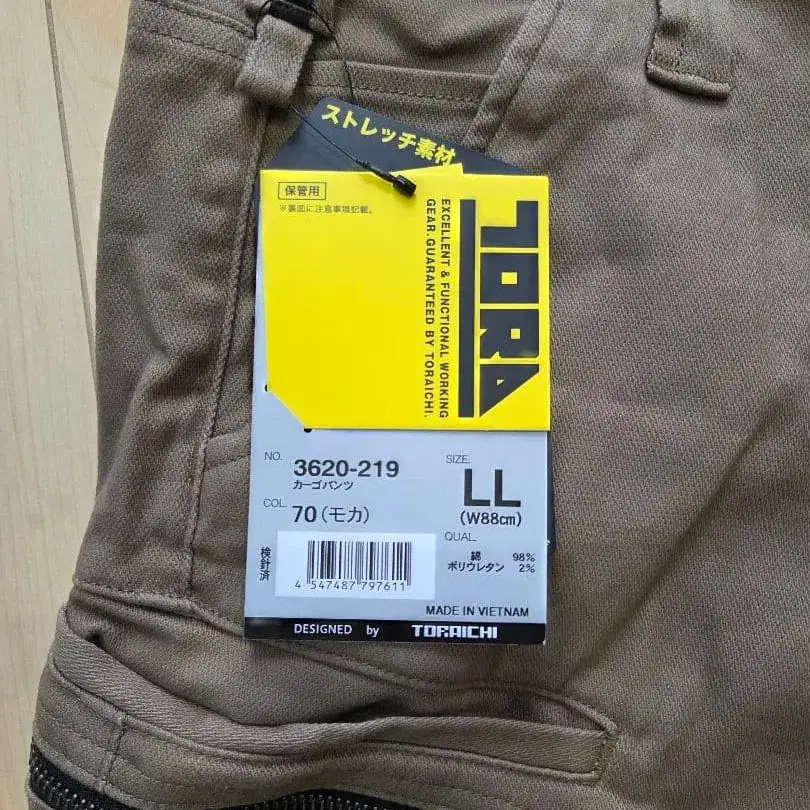 ストレッチ素材
保管用
※裏面に注意事項記載。
TORA
EXCELLENT & FUNCTIONAL WORKING
GEAR. GUARANTEED BY TORAICHI.
NO. 3620-219
カーゴパンツ
SIZE. LL
(W88cm)
COL. 70(モカ)
QUAL.
綿 98%
ポリウレタン 2%
検針済
4 547487 797611
MADE IN VIETNAM
DESIGNED by TORAICHI